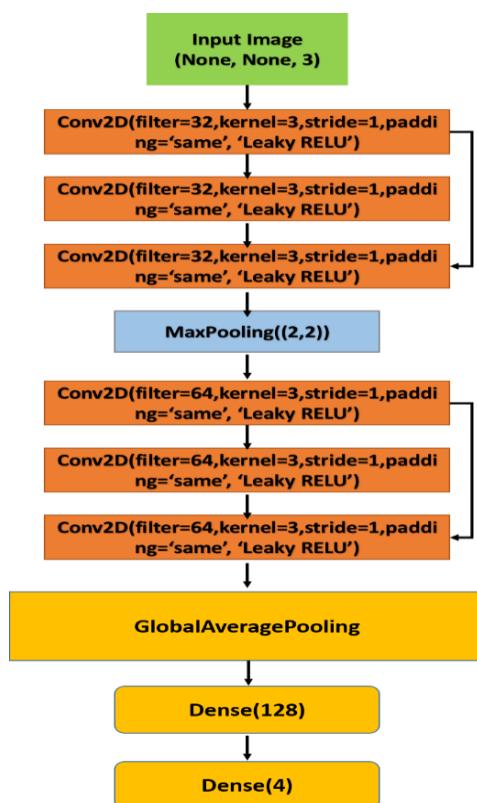 Input Image
(None, None, 3)
Conv2D(filter=32,kernel=3,stride=1,paddi
ng=‘same’, ‘Leaky RELU’)
Conv2D(filter=32,kernel=3,stride=1,paddi
ng=‘same’, ‘Leaky RELU’)
Conv2D(filter=32,kernel=3,stride=1,paddi
ng=‘same’, ‘Leaky RELU’)
MaxPooling((2,2))
Conv2D(filter=64,kernel=3,stride=1,paddi
ng=‘same’, ‘Leaky RELU’)
Conv2D(filter=64,kernel=3,stride=1,paddi
ng=‘same’, ‘Leaky RELU’)
Conv2D(filter=64,kernel=3,stride=1,paddi
ng=‘same’, ‘Leaky RELU’)
GlobalAveragePooling
Dense(128)
Dense(4)